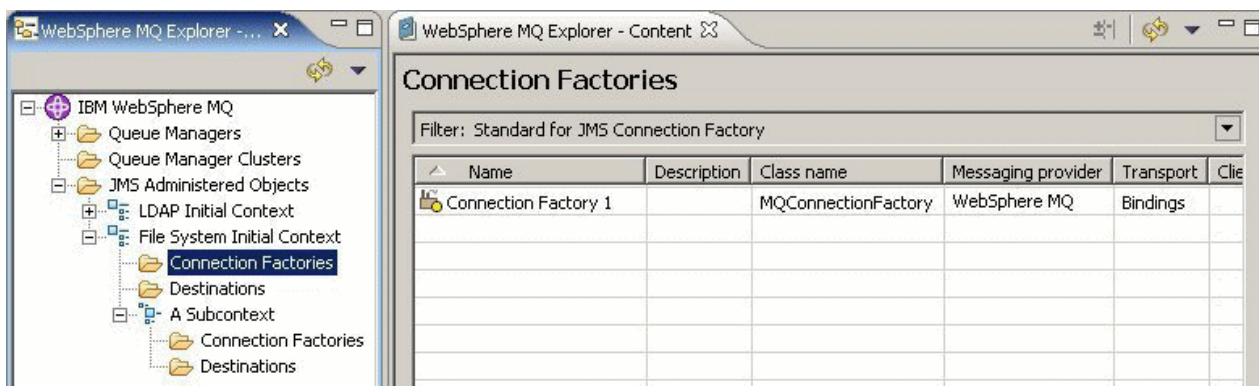 WebSphere MQ Explorer -...
IBM WebSphere MQ
Queue Managers
Queue Manager Clusters
JMS Administered Objects
LDAP Initial Context
File System Initial Context
Connection Factories
Destinations
A Subcontext
Connection Factories
Destinations
WebSphere MQ Explorer - Content
Connection Factories
Filter: Standard for JMS Connection Factory
Name Description Class name Messaging provider Transport Clie
Connection Factory 1 MQConnectionFactory WebSphere MQ Bindings